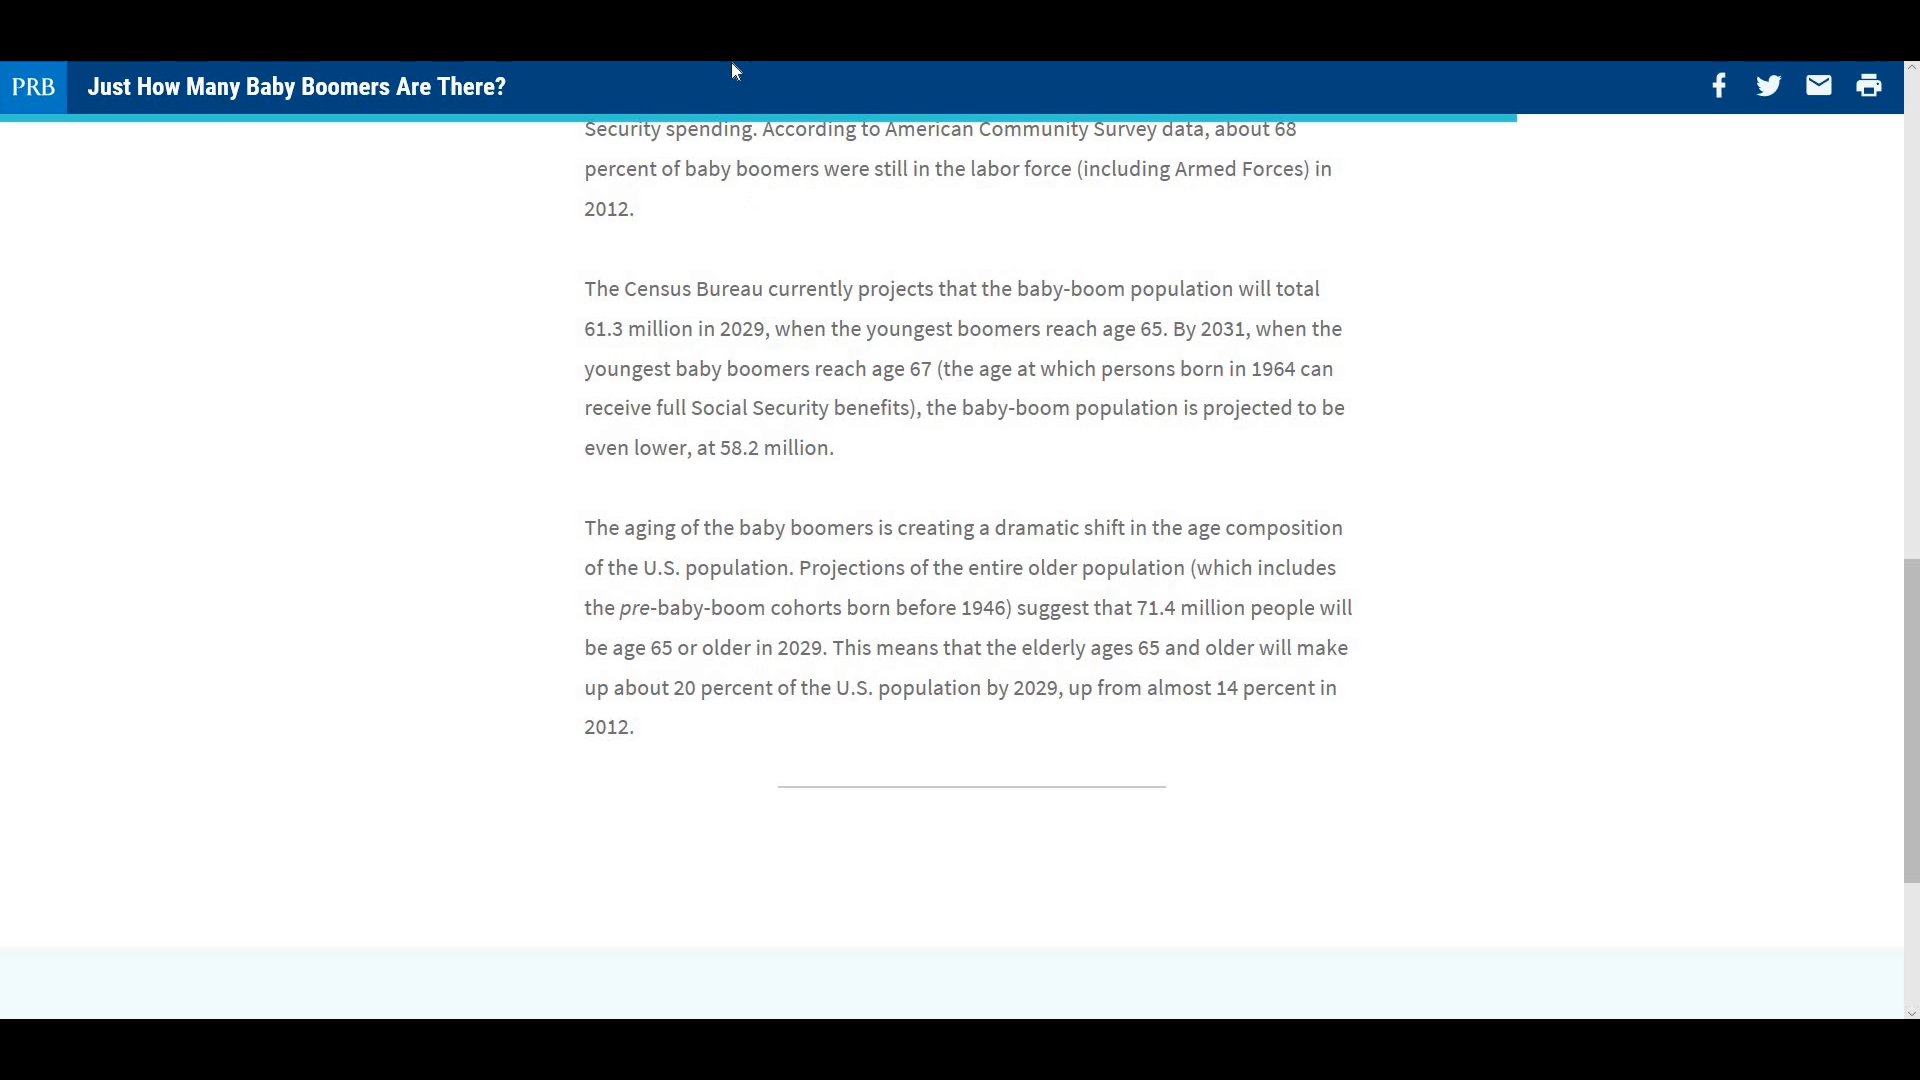 PRB Just How Many Baby Boomers Are There?
Security spending. According to American Community Survey data, about 68
percent of baby boomers were still in the labor force (including Armed Forces) in
2012.
The Census Bureau currently projects that the baby-boom population will total
61.3 million in 2029, when the youngest boomers reach age 65. By 2031, when the
youngest baby boomers reach age 67 (the age at which persons born in 1964 can
receive full Social Security benefits), the baby-boom population is projected to be
even lower, at 58.2 million.
The aging of the baby boomers is creating a dramatic shift in the age composition
of the U.S. population. Projections of the entire older population (which includes
the pre-baby-boom cohorts born before 1946) suggest that 71.4 million people will
be age 65 or older in 2029. This means that the elderly ages 65 and older will make
up about 20 percent of the U.S. population by 2029, up from almost 14 percent in
2012.